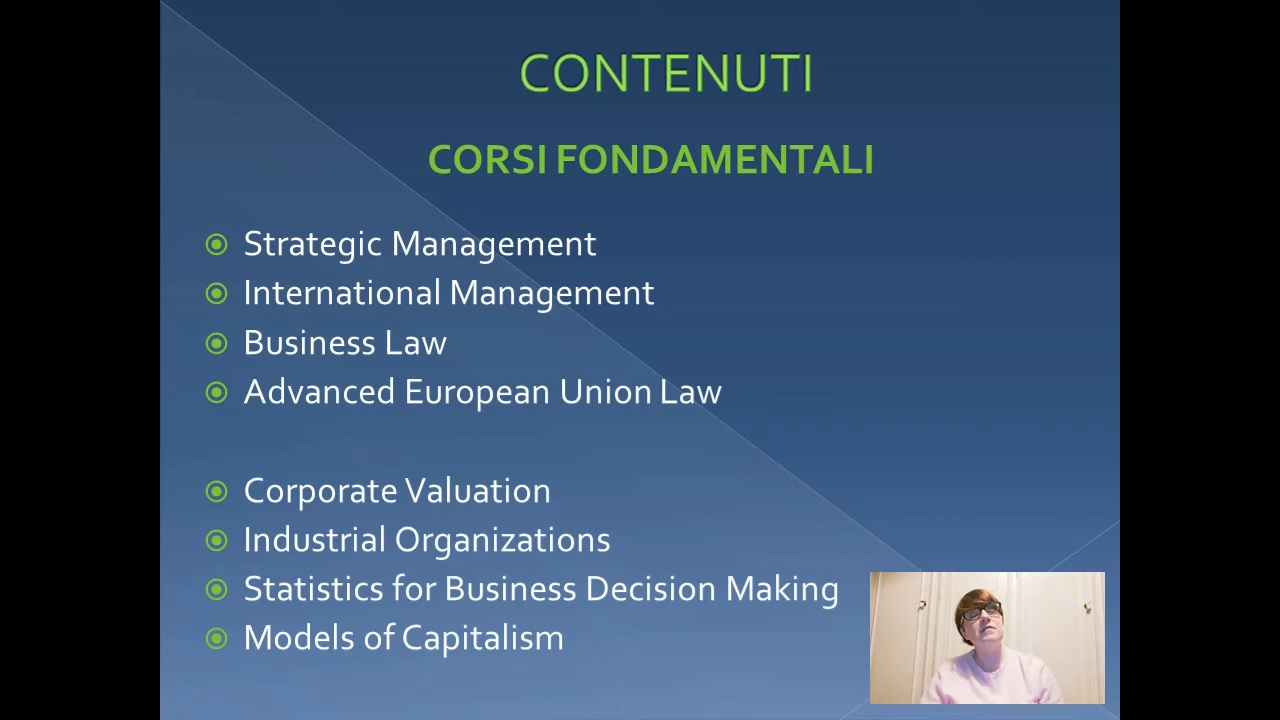 CONTENUTI
CORSI FONDAMENTALI
Strategic Management
International Management
Business Law
Advanced European Union Law
Corporate Valuation
Industrial Organizations
Statistics for Business Decision Making
Models of Capitalism